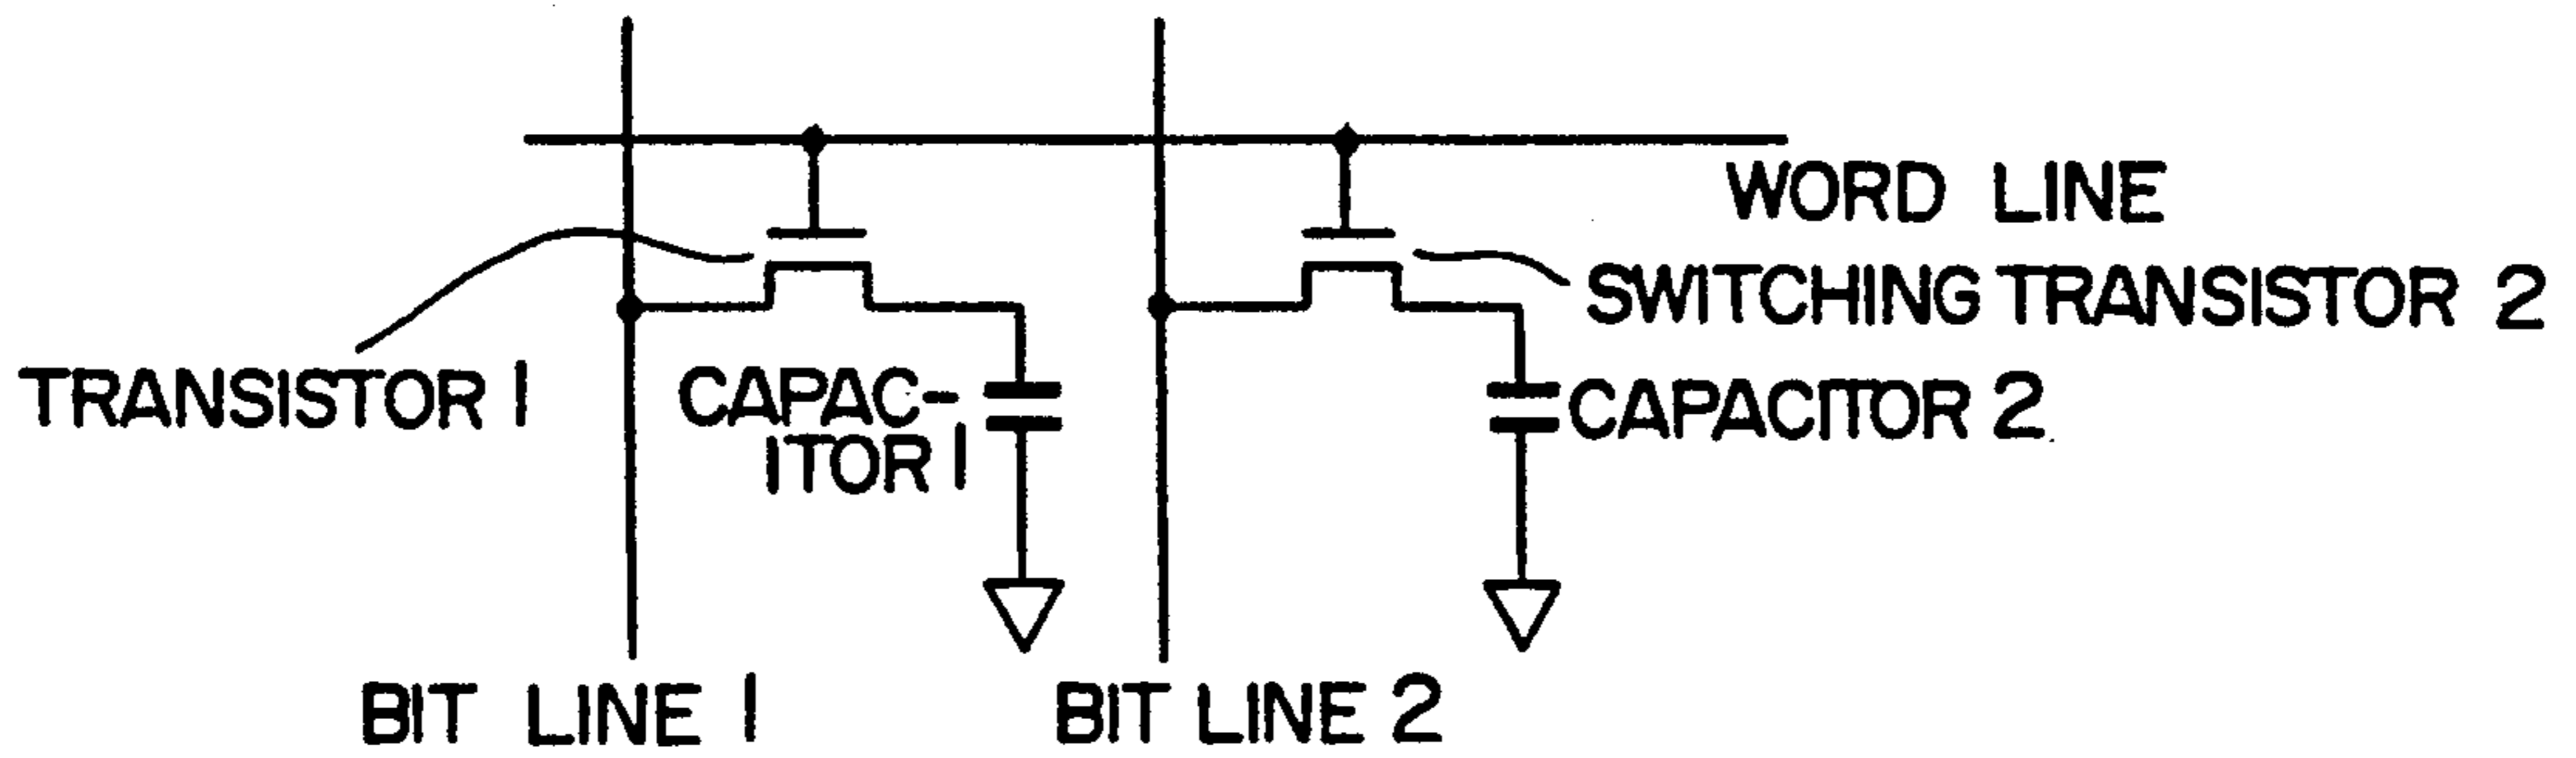 WORD LINE
SWITCHING TRANSISTOR 2
TRANSISTOR 1
CAPAC-
ITOR 1
CAPACITOR 2
BIT LINE 1
BIT LINE 2